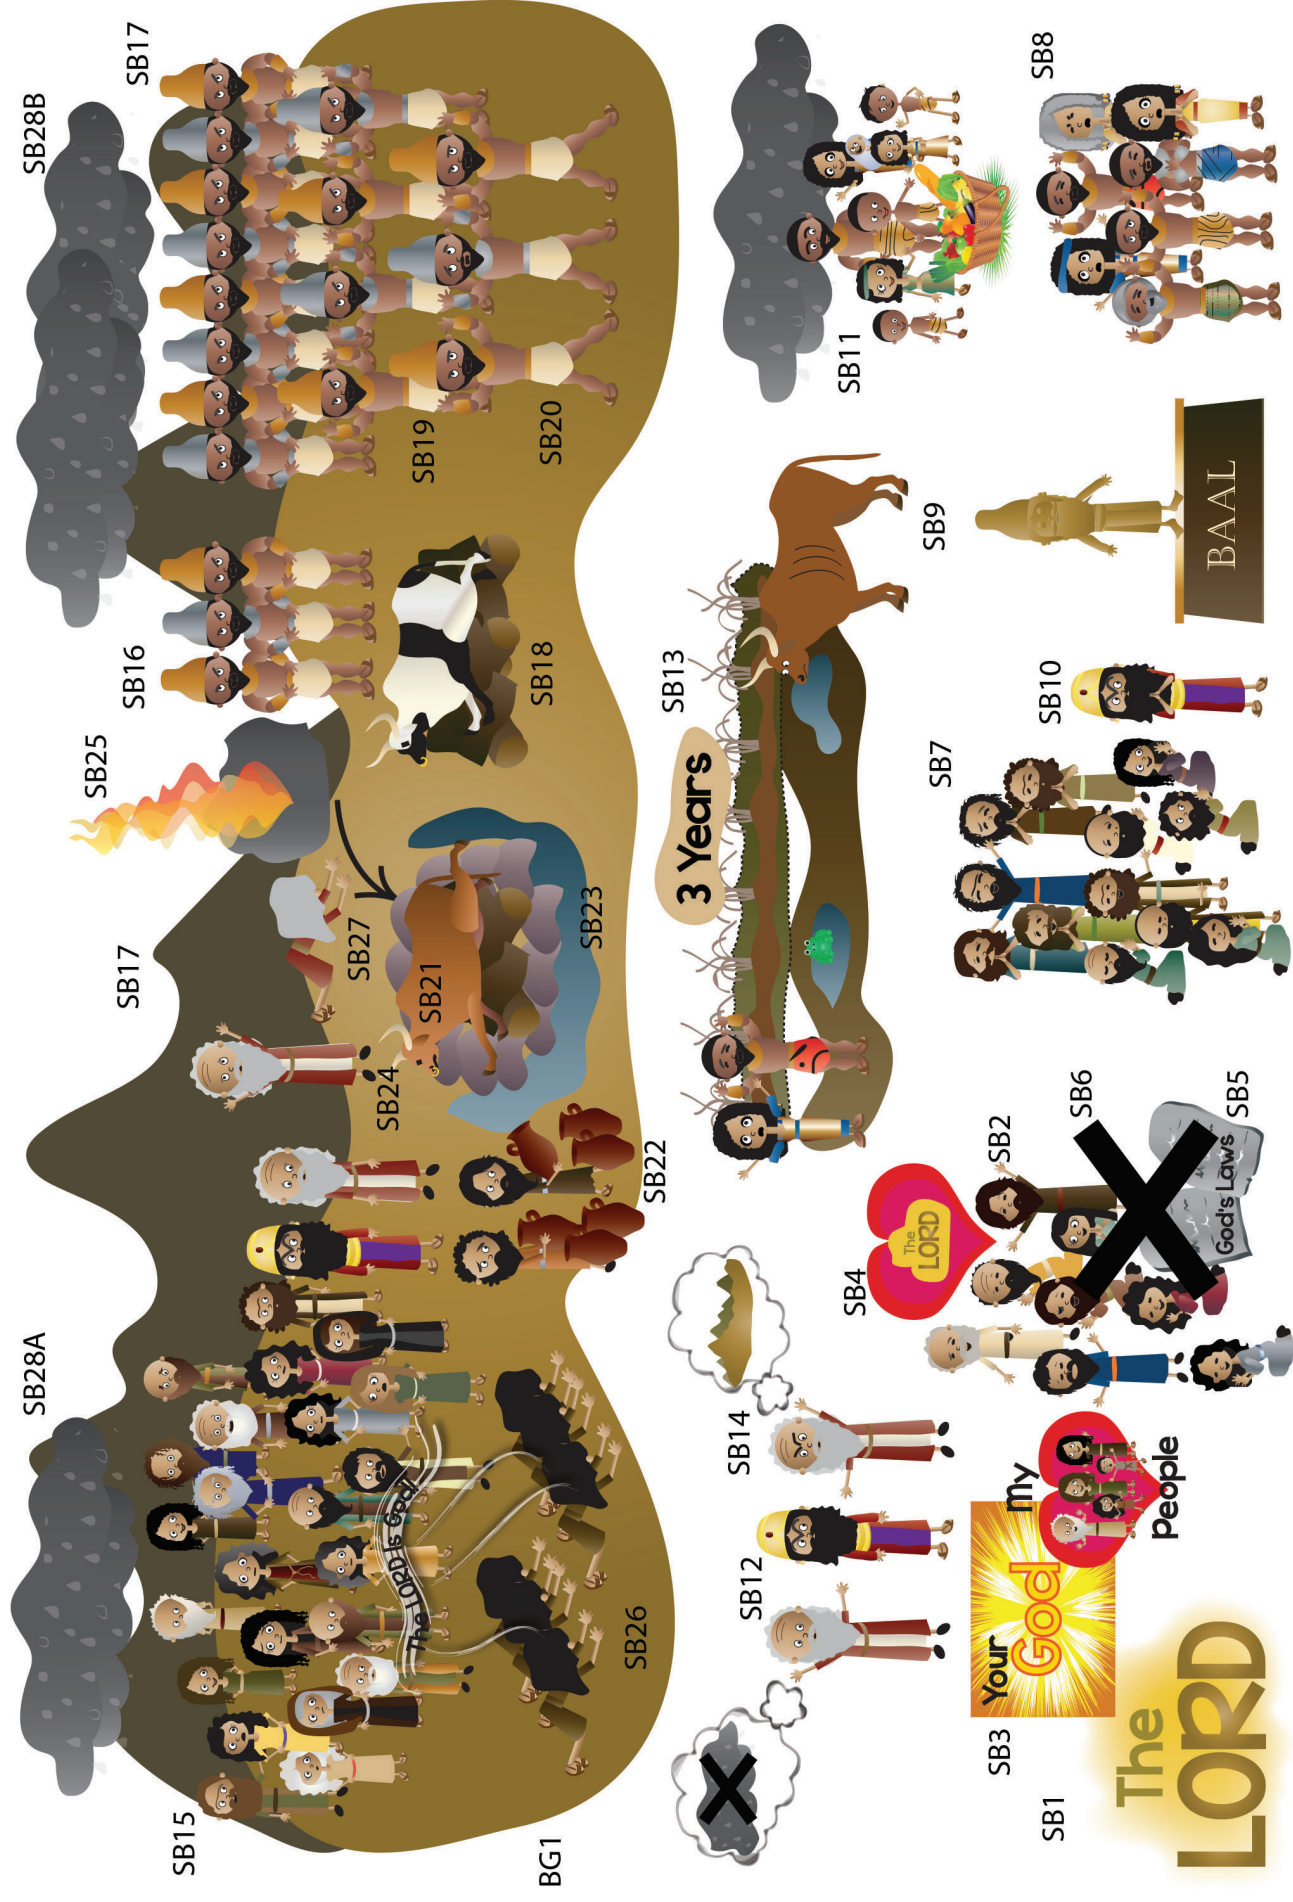 SB28A
SB28B
SB25
SB17
SB17
SB16
SB15
SB27
SB24
The LORD is God!
SB21
SB19
BG1
SB23
SB18
SB20
SB26
SB22
SB13
3 Years
SB12
SB14
SB4
SB11
The
LORD
SB9
SB3
SB2
SB7
SB10
SB8
Your
God
my
people
SB1
SB6
The
LORD
God's Laws
SB5
BAAL